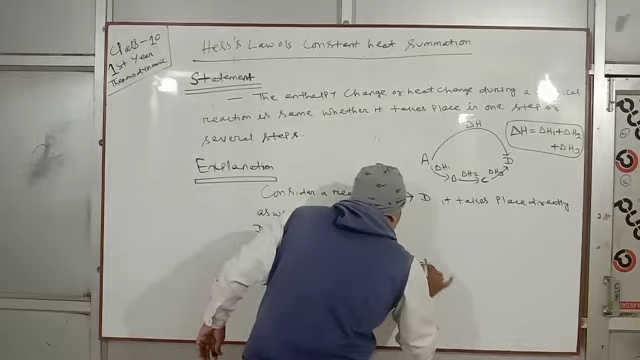 Class-10
1st Year
Thermodynamic
Hess's Law of Constant heat Summation
Statement
— The enthalpy change or heat change during a
reaction is same whether it takes place in one step or
several steps.
ΔH
A D
ΔH1 ΔH2 ΔH3
B C
ΔH = ΔH1 + ΔH2
+ ΔH3
Explanation
Consider a → D it takes place directly
as